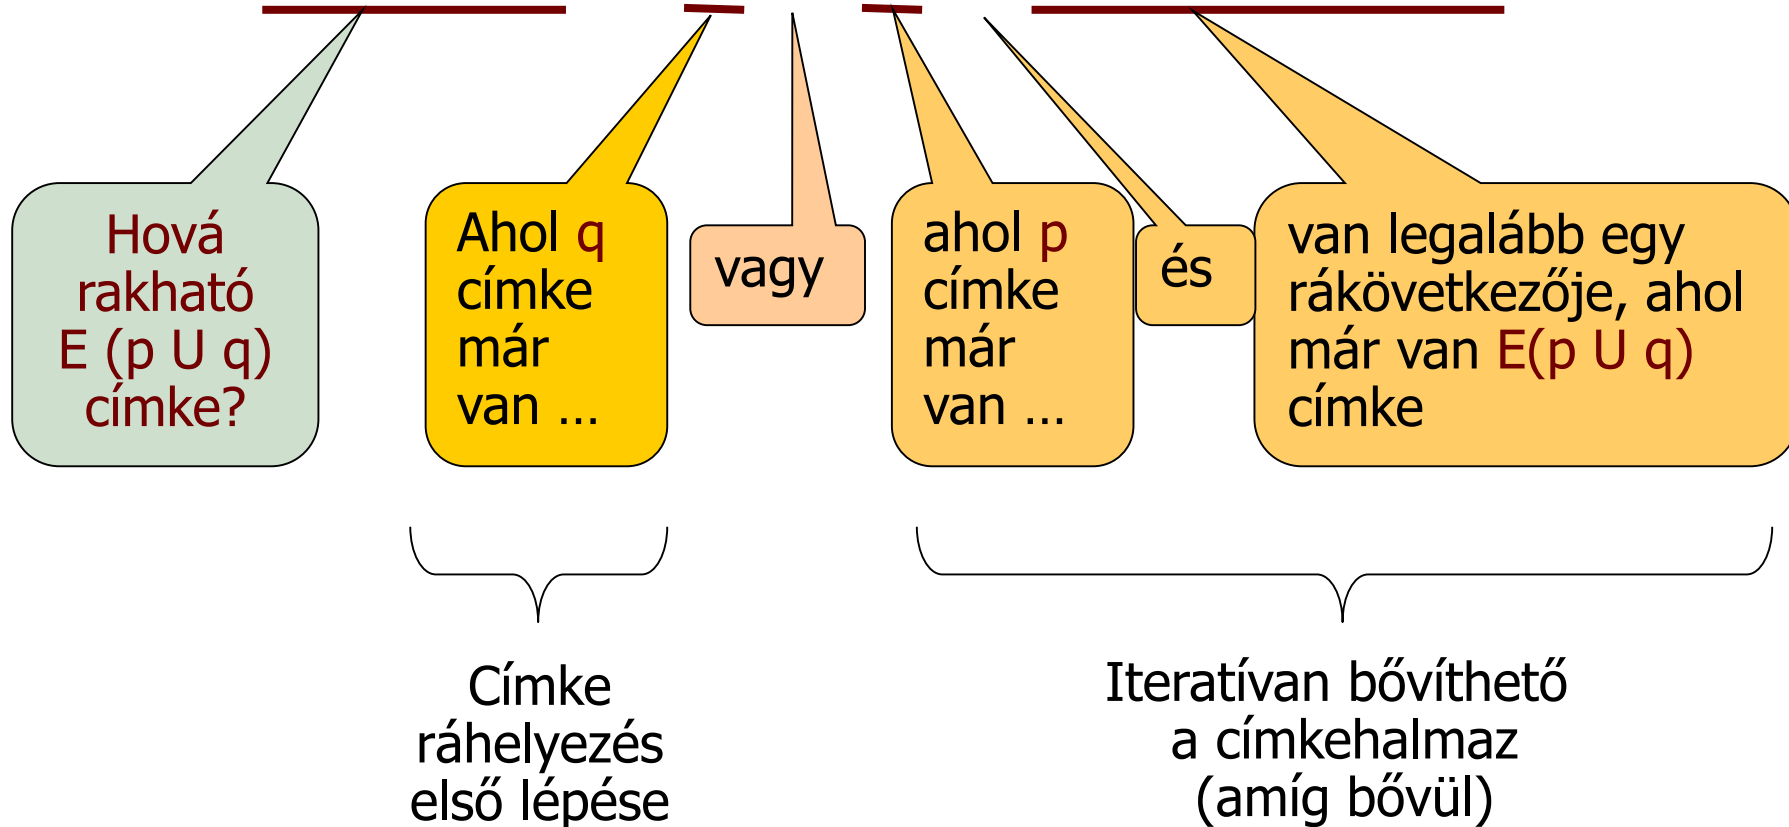 Hová
rakható
E (p U q)
címke?
Ahol q
címke
már
van ...
vagy
ahol p
címke
már
van ...
és
van legalább egy
rákövetkezője, ahol
már van E(p U q)
címke
Címke
ráhelyezés
első lépése
Iteratívan bővíthető
a címkehalmaz
(amíg bővül)